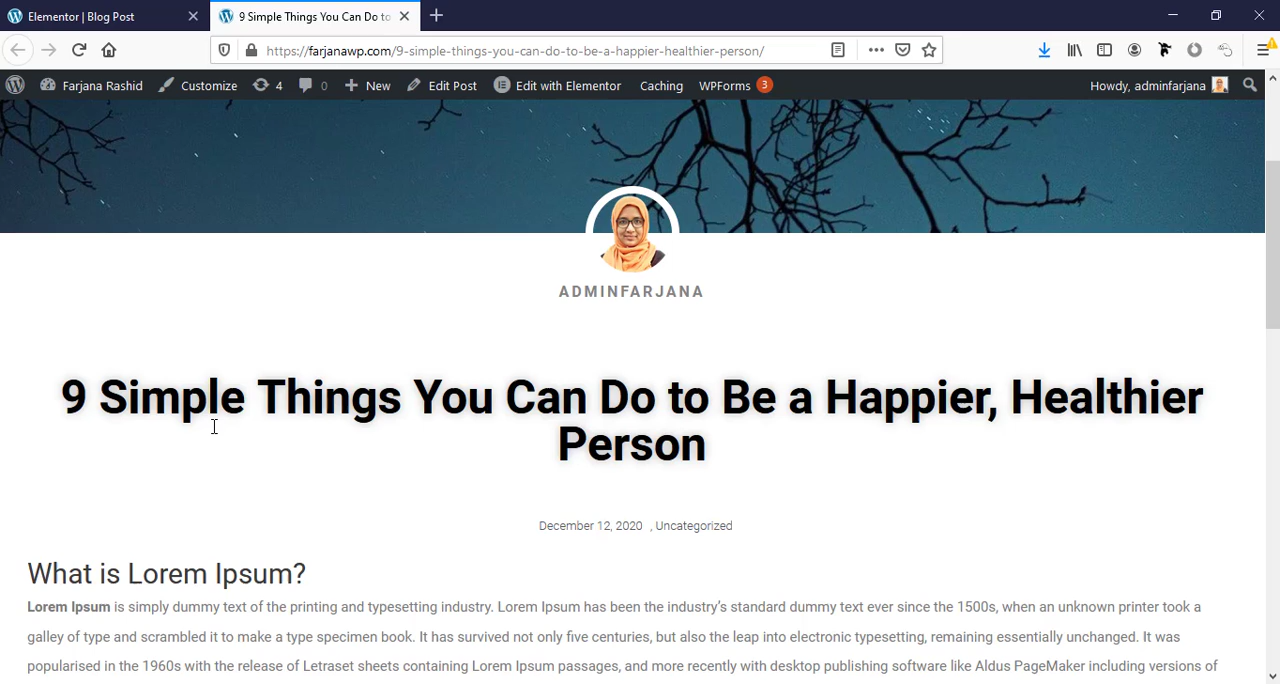 Elementor | Blog Post
9 Simple Things You Can Do to
https://farjanawp.com/9-simple-things-you-can-do-to-be-a-happier-healthier-person/
Farjana Rashid Customize 4 0 New Edit Post Edit with Elementor Caching WPForms 3 Howdy, adminfarjana
ADMINFARJANA
9 Simple Things You Can Do to Be a Happier, Healthier
Person
December 12, 2020 , Uncategorized
What is Lorem Ipsum?
Lorem Ipsum is simply dummy text of the printing and typesetting industry. Lorem Ipsum has been the industry’s standard dummy text ever since the 1500s, when an unknown printer took a
galley of type and scrambled it to make a type specimen book. It has survived not only five centuries, but also the leap into electronic typesetting, remaining essentially unchanged. It was
popularised in the 1960s with the release of Letraset sheets containing Lorem Ipsum passages, and more recently with desktop publishing software like Aldus PageMaker including versions of